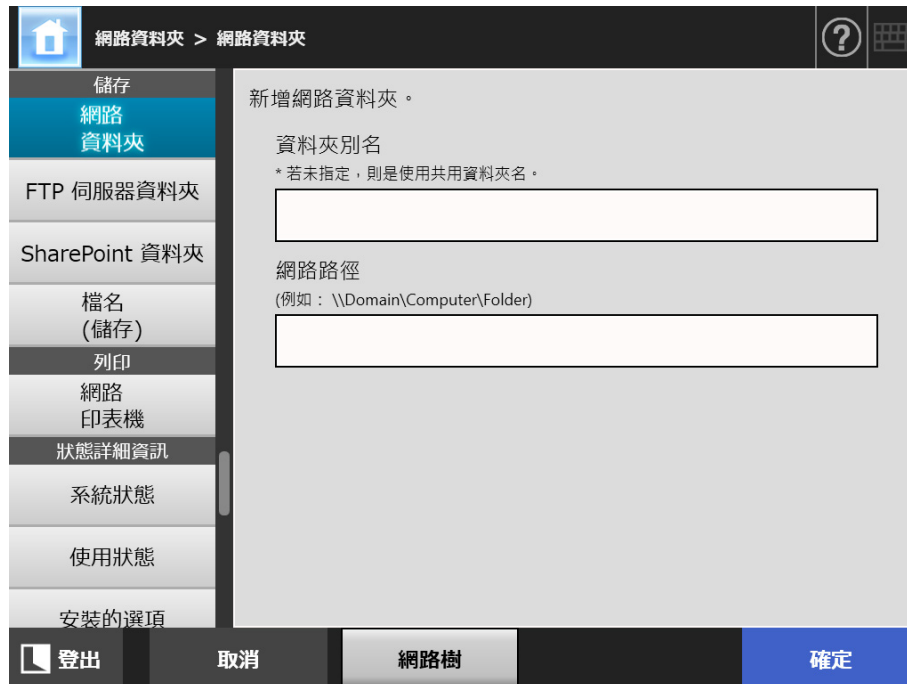 網路資料夾 > 網路資料夾
?
儲存
網路
資料夾
FTP 伺服器資料夾
SharePoint 資料夾
檔名
(儲存)
列印
網路
印表機
狀態詳細資訊
系統狀態
使用狀態
安裝的選項
新增網路資料夾。
資料夾別名
* 若未指定，則是使用共用資料夾名。
網路路徑
(例如： \\Domain\Computer\Folder)
登出
取消
網路樹
確定